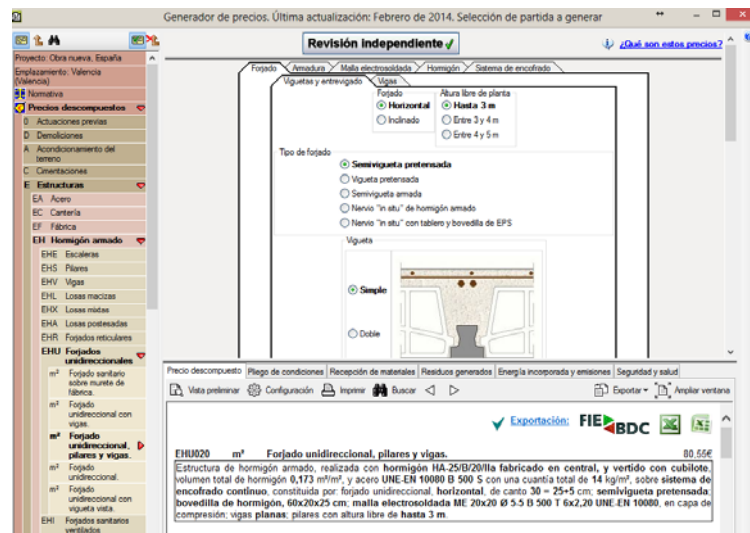 Generador de precios. Última actualización: Febrero de 2014. Selección de partida a generar
Revisión independiente
¿Qué son estos precios?
Proyecto: Obra nueva, España
Emplazamiento: Valencia
(Valencia)
Normativa
Precios descompuestos
0 Actuaciones previas
D Demoliciones
A Acondicionamiento del
terreno
C Cimentaciones
E Estructuras
EA Acero
EC Cantería
EF Fábrica
EH Hormigón armado
EHE Escaleras
EHS Pilares
EHV Vigas
EHL Losas macizas
EHX Losas mixtas
EHA Losas postesadas
EHR Forjados reticulares
EHU Forjados
unidireccionales
m² Forjado sanitario
sobre murete de
fábrica.
m² Forjado
unidireccional con
vigas.
m² Forjado
unidireccional,
pilares y vigas.
m² Forjado
unidireccional.
m² Forjado
unidireccional con
vigueta vista.
EHI Forjados sanitarios
ventilados
Forjado Armadura Malla electrosoldada Hormigón Sistema de encofrado
Viguetas y entrevigado Vigas
Forjado Altura libre de planta
Horizontal Hasta 3 m
Inclinado Entre 3 y 4 m
Entre 4 y 5 m
Tipo de forjado
Semivigueta pretensada
Vigueta pretensada
Semivigueta armada
Nervio "in situ" de hormigón armado
Nervio "in situ" con tablero y bovedilla de EPS
Vigueta
Simple
Doble
Precio descompuesto Pliego de condiciones Recepción de materiales Residuos generados Energía incorporada y emisiones Seguridad y salud
Vista preliminar Configuración Imprimir Buscar Exportar Ampliar ventana
Exportación: FIE BDC
EHU020 m² Forjado unidireccional, pilares y vigas. 80,55€
Estructura de hormigón armado, realizada con hormigón HA-25/B/20/IIa fabricado en central, y vertido con cubilote,
volumen total de hormigón 0,173 m³/m², y acero UNE-EN 10080 B 500 S con una cuantía total de 14 kg/m², sobre sistema de
encofrado continuo, constituida por: forjado unidireccional, horizontal, de canto 30 = 25+5 cm; semivigueta pretensada;
bovedilla de hormigón, 60x20x25 cm; malla electrosoldada ME 20x20 Ø 5-5 B 500 T 6x2,20 UNE-EN 10080, en capa de
compresión; vigas planas; pilares con altura libre de hasta 3 m.